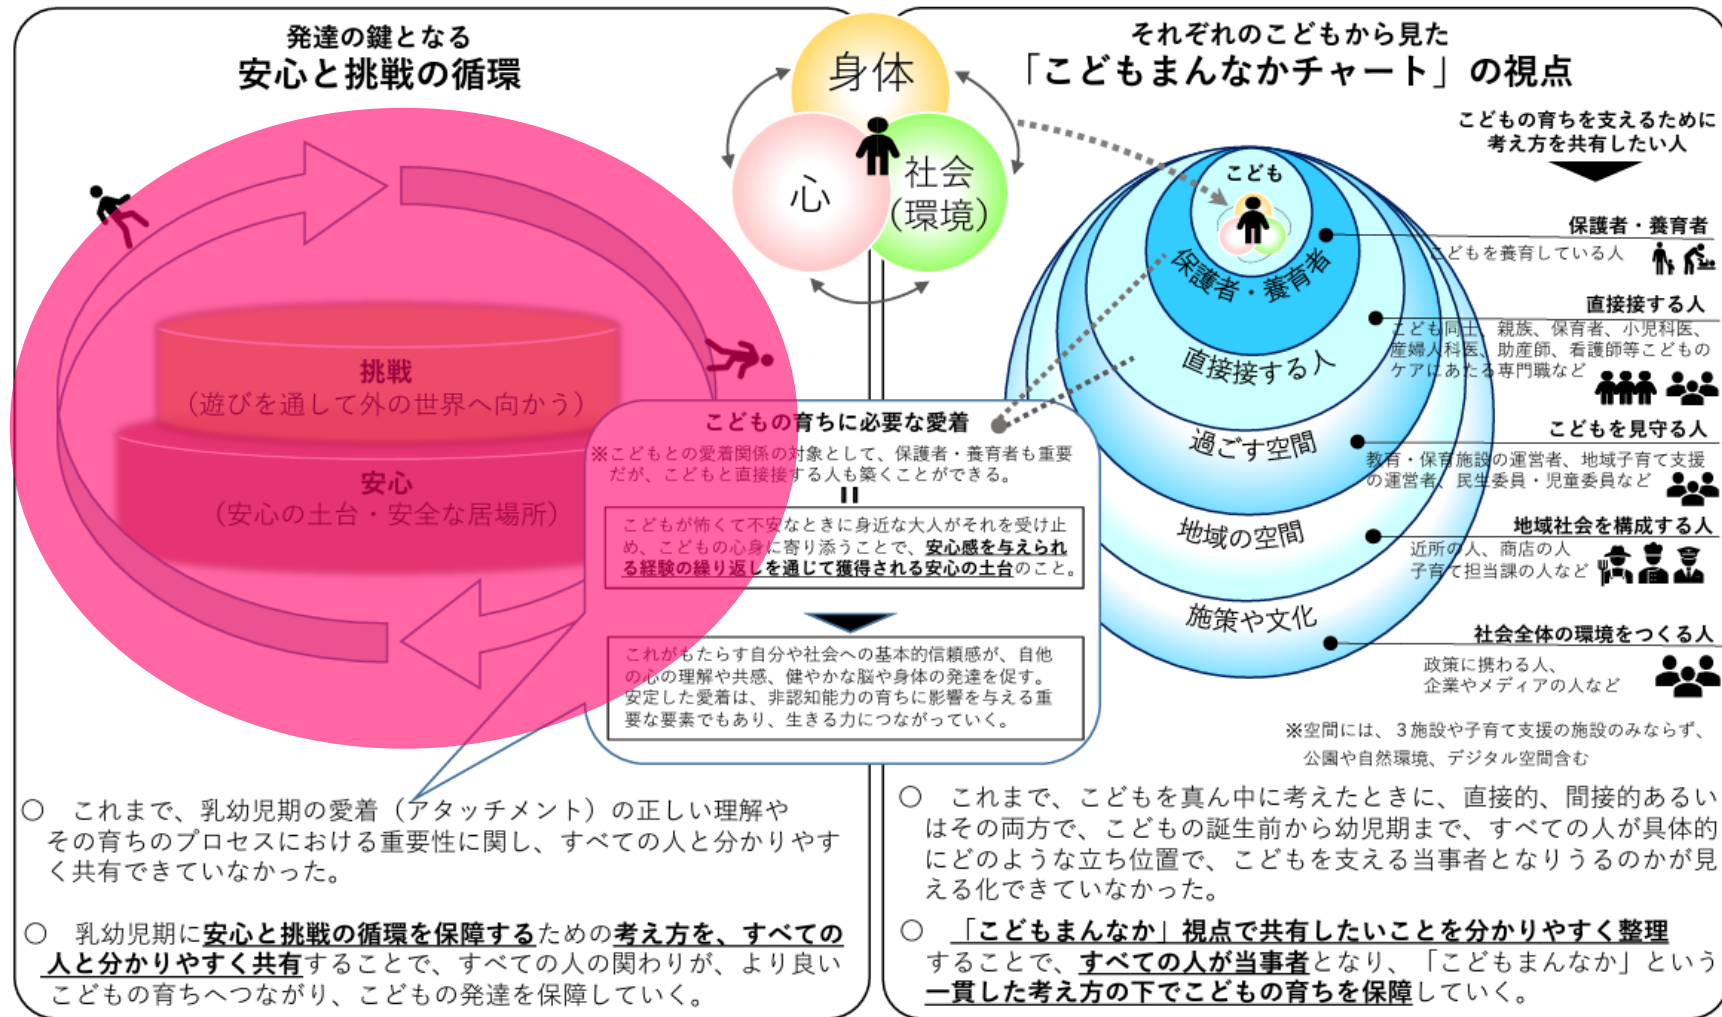 発達の鍵となる
安心と挑戦の循環
挑戦
（遊びを通して外の世界へ向かう）
安心
（安心の土台・安全な居場所）
身体
心
社会
（環境）
こどもの育ちに必要な愛着
※こどもとの愛着関係の対象として、保護者・養育者も重要
だが、こどもと直接接する人も築くことができる。
こどもが怖くて不安なときに身近な大人がそれを受け止
め、こどもの心身に寄り添うことで、安心感を与えられ
る経験の繰り返しを通じて獲得される安心の土台のこと。
これがもたらす自分や社会への基本的信頼感が、自他
の心の理解や共感、健やかな脳や身体の発達を促す。
安定した愛着は、非認知能力の育ちに影響を与える重
要な要素でもあり、生きる力につながっていく。
○　これまで、乳幼児期の愛着（アタッチメント）の正しい理解や
その育ちのプロセスにおける重要性に関し、すべての人と分かりやす
く共有できていなかった。
○　乳幼児期に安心と挑戦の循環を保障するための考え方を、すべての
人と分かりやすく共有することで、すべての人の関わりが、より良い
こどもの育ちへつながり、こどもの発達を保障していく。
それぞれのこどもから見た
「こどもまんなかチャート」の視点
こども
保護者・養育者
直接接する人
過ごす空間
地域の空間
施策や文化
こどもの育ちを支えるために
考え方を共有したい人
保護者・養育者
こどもを養育している人
直接接する人
こども同士、親族、保育者、小児科医、
産婦人科医、助産師、看護師等こどもの
ケアにあたる専門職など
こどもを見守る人
教育・保育施設の運営者、地域子育て支援
の運営者、民生委員・児童委員など
地域社会を構成する人
近所の人、商店の人
子育て担当課の人など
社会全体の環境をつくる人
政策に携わる人、
企業やメディアの人など
※空間には、３施設や子育て支援の施設のみならず、
公園や自然環境、デジタル空間含む
○　これまで、こどもを真ん中に考えたときに、直接的、間接的あるい
はその両方で、こどもの誕生前から幼児期まで、すべての人が具体的
にどのような立ち位置で、こどもを支える当事者となりうるのかが見
える化できていなかった。
○　「こどもまんなか」視点で共有したいことを分かりやすく整理
することで、すべての人が当事者となり、「こどもまんなか」という
一貫した考え方の下でこどもの育ちを保障していく。